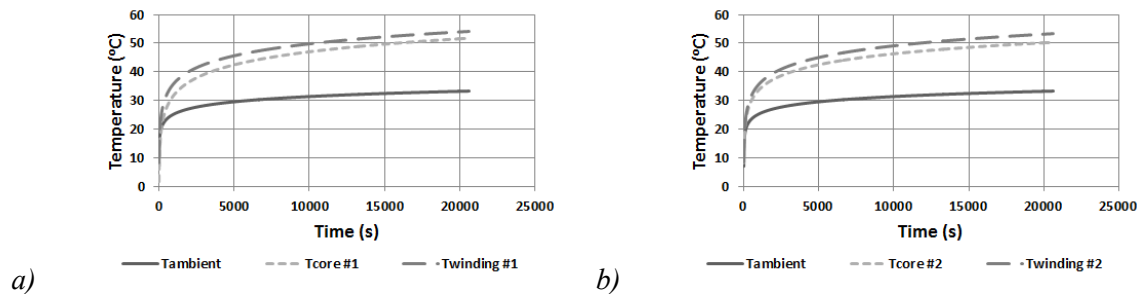 60
50
40
30
20
10
0
Temperature (ºC)
0 5000 10000 15000 20000 25000
Time (s)
Tambient Tcore #1 Twinding #1
a)
60
50
40
30
20
10
0
Temperature (ºC)
0 5000 10000 15000 20000 25000
Time (s)
Tambient Tcore #2 Twinding #2
b)